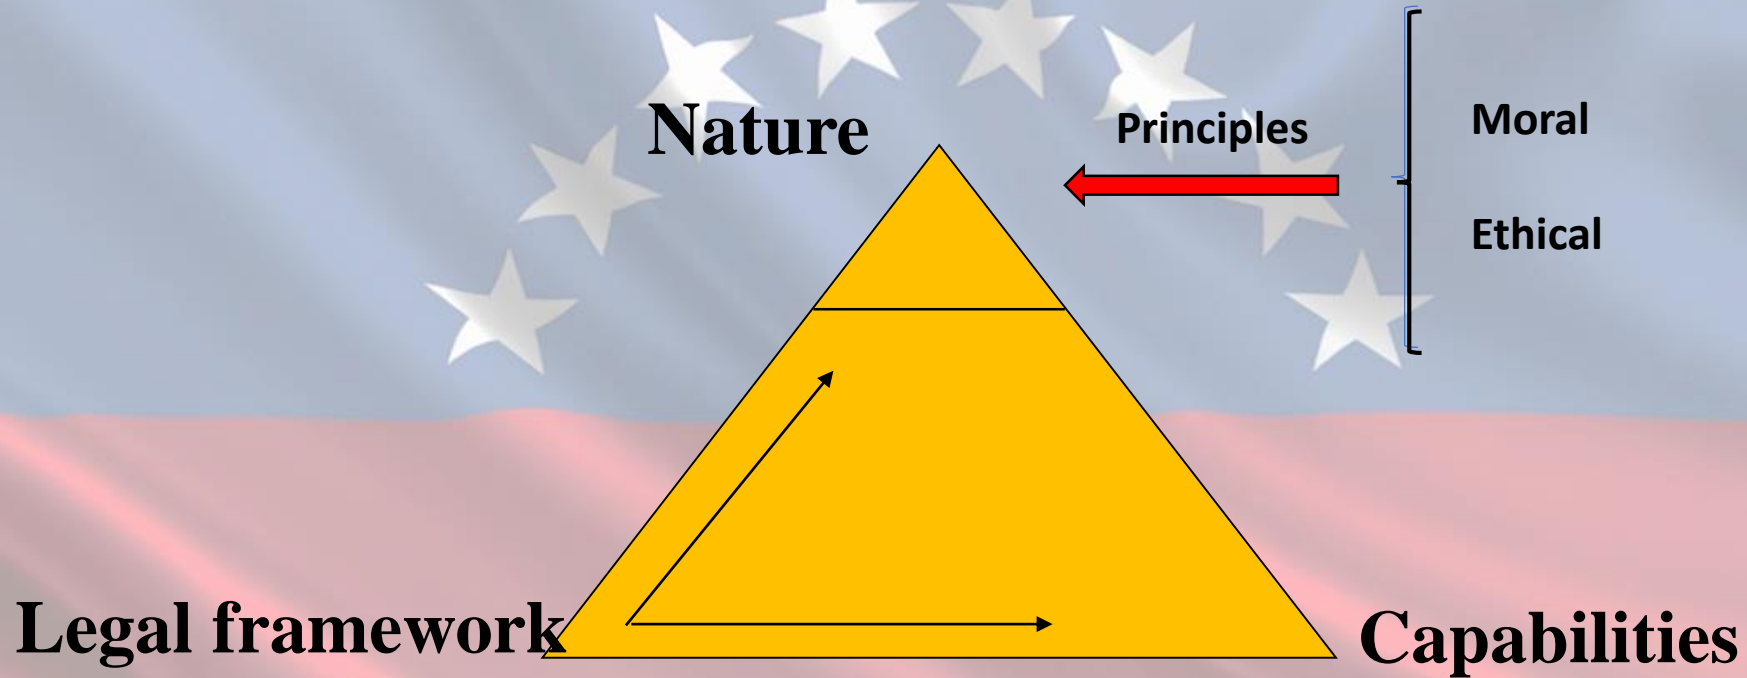 Nature
Principles
Moral
Ethical
Legal framework
Capabilities